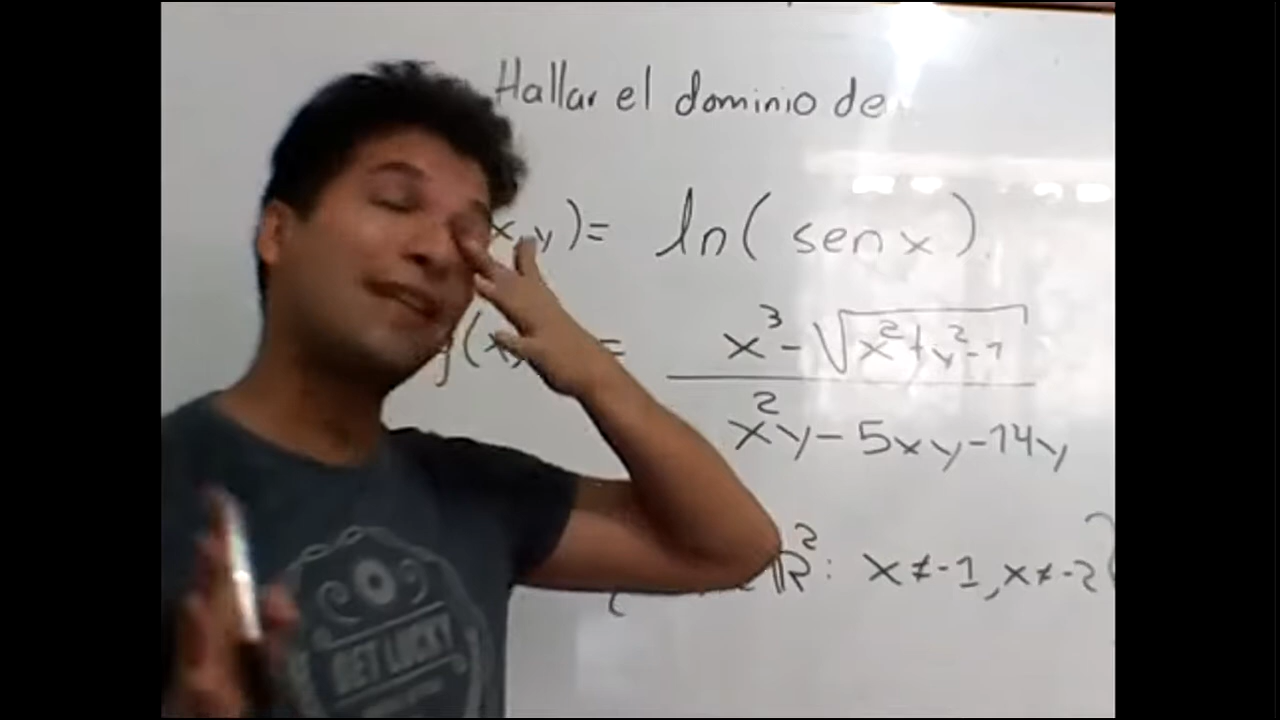 Hallar el dominio de
x,y)= ln( sen x).
g(x, = x³-√x²+y²-1
x²y-5xy-14y
ℝ²: x≠-1, x≠-2}
GET LUCKY